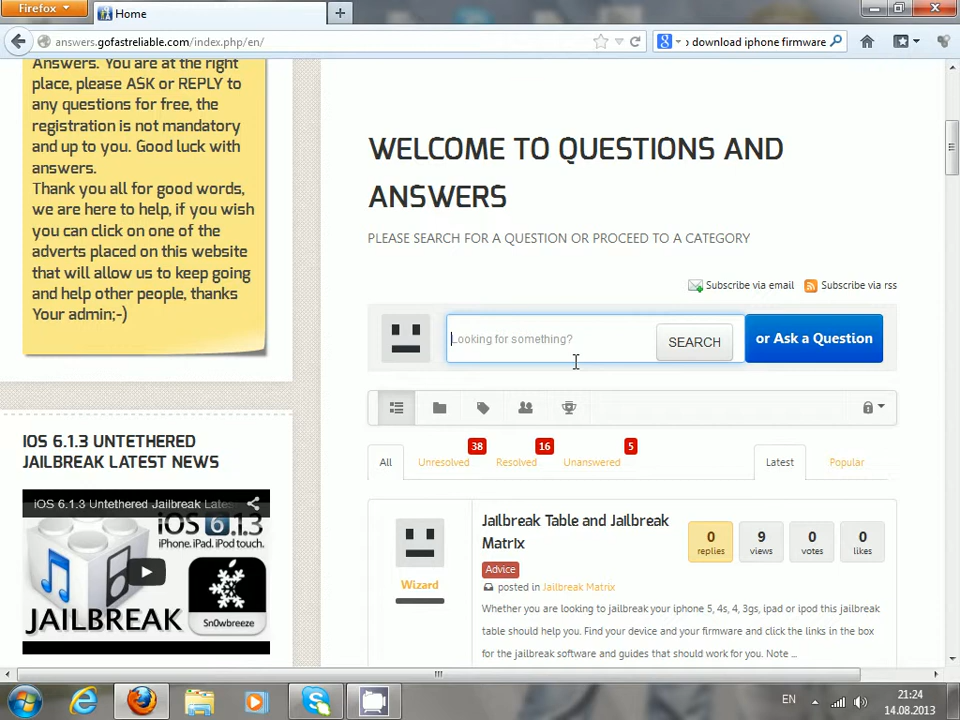 Firefox
Home
answers.gofastreliable.com/index.php/en/
download iphone firmware
Answers. You are at the right
place, please ASK or REPLY to
any questions for free, the
registration is not mandatory
and up to you. Good luck with
answers.
Thank you all for good words,
we are here to help, if you wish
you can click on one of the
adverts placed on this website
that will allow us to keep going
and help other people, thanks
Your admin;-)
IOS 6.1.3 UNTETHERED
JAILBREAK LATEST NEWS
iOS 6.1.3 Untethered Jailbreak Lates
iOS 6.1.3
iPhone. iPad. iPod touch.
JAILBREAK
Sn0wbreeze
WELCOME TO QUESTIONS AND
ANSWERS
PLEASE SEARCH FOR A QUESTION OR PROCEED TO A CATEGORY
Subscribe via email
Subscribe via rss
Looking for something?
SEARCH
or Ask a Question
All
Unresolved
38
Resolved
16
Unanswered
5
Latest
Popular
Wizard
Jailbreak Table and Jailbreak
Matrix
Advice
posted in Jailbreak Matrix
0
replies
9
views
0
votes
0
likes
Whether you are looking to jailbreak your iphone 5, 4s, 4, 3gs, ipad or ipod this jailbreak
table should help you. Find your device and your firmware and click the links in the box
for the jailbreak software and guides that should work for you. Note ...
EN
21:24
14.08.2013